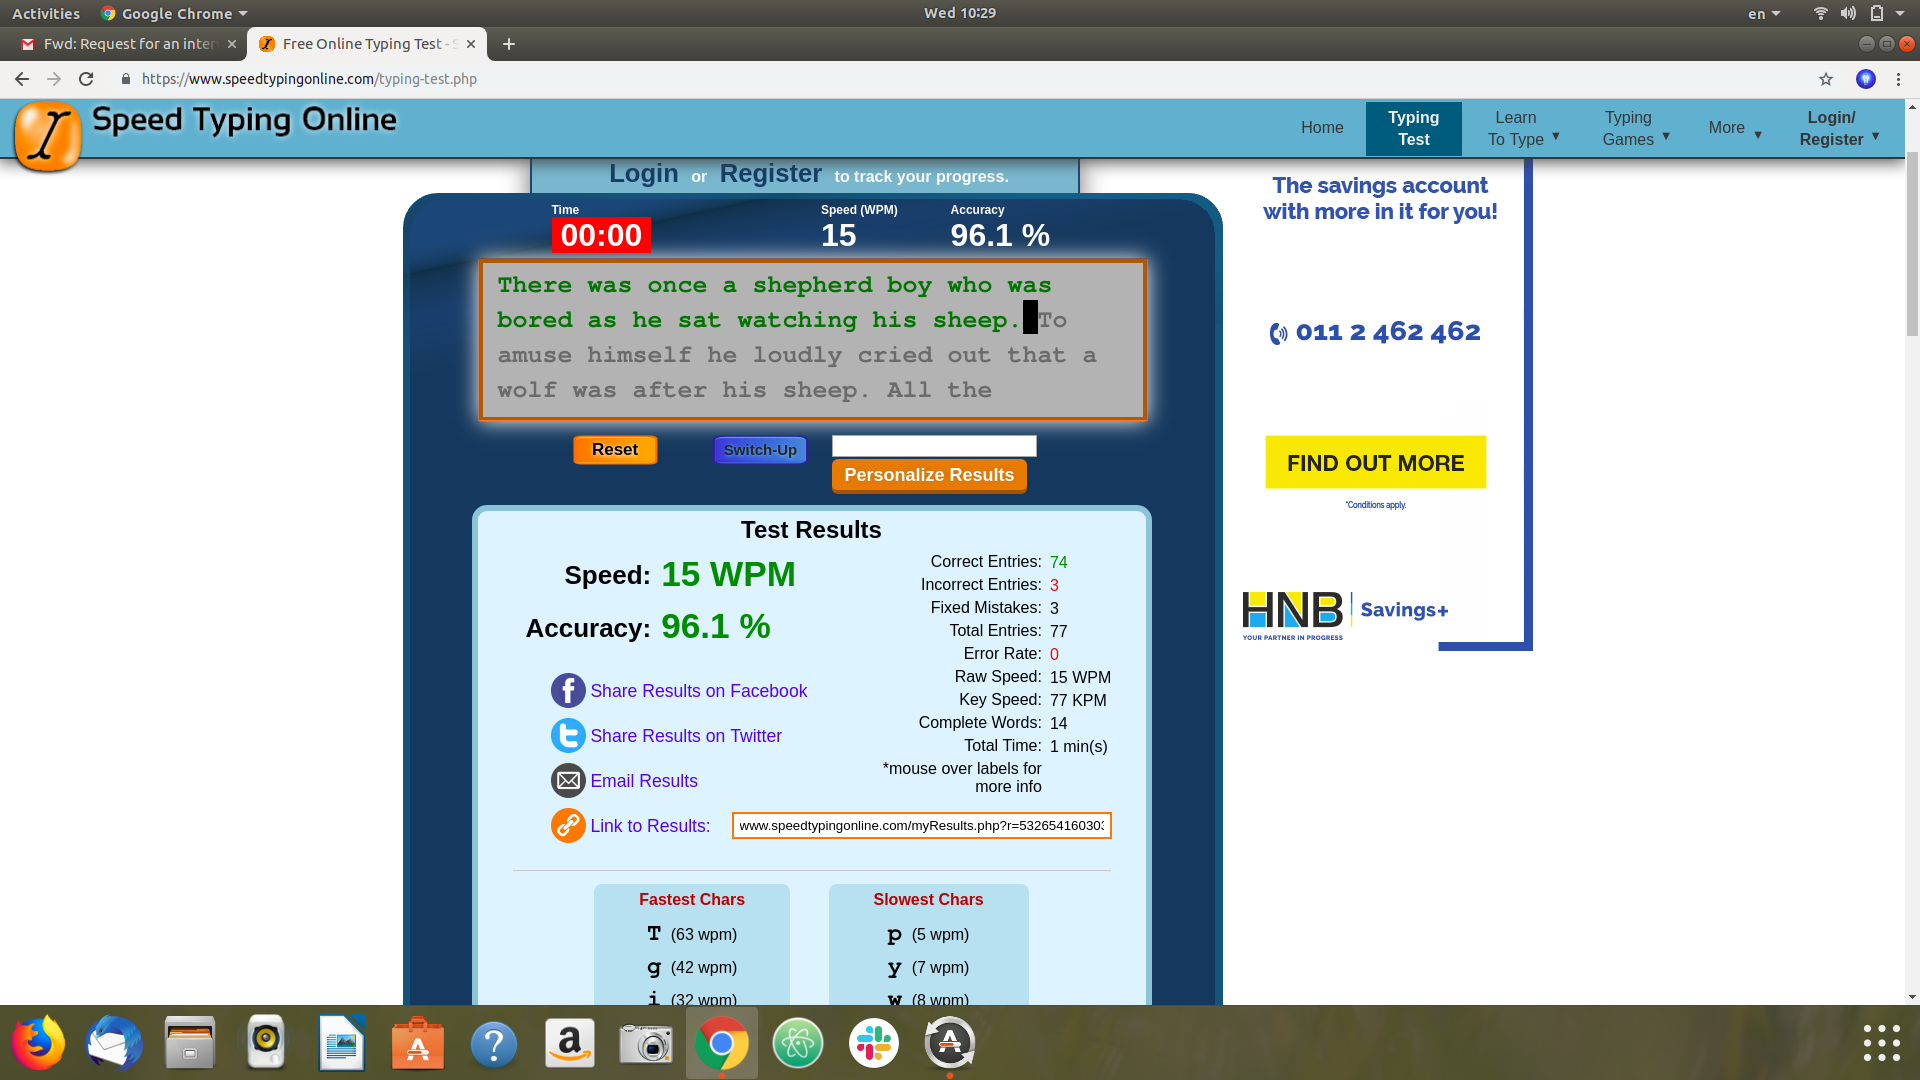 Activities
Google Chrome
Wed 10:29
en
Fwd: Request for an inter
Free Online Typing Test - S
https://www.speedtypingonline.com/typing-test.php
Speed Typing Online
Home
Typing Test
Learn To Type
Typing Games
More
Login/ Register
Login or Register to track your progress.
Time
Speed (WPM)
Accuracy
00:00
15
96.1 %
There was once a shepherd boy who was
bored as he sat watching his sheep. To
amuse himself he loudly cried out that a
wolf was after his sheep. All the
Reset
Switch-Up
Personalize Results
Test Results
Speed: 15 WPM
Accuracy: 96.1 %
Share Results on Facebook
Share Results on Twitter
Email Results
Link to Results:
www.speedtypingonline.com/myResults.php?r=532654160303
Correct Entries: 74
Incorrect Entries: 3
Fixed Mistakes: 3
Total Entries: 77
Error Rate: 0
Raw Speed: 15 WPM
Key Speed: 77 KPM
Complete Words: 14
Total Time: 1 min(s)
*mouse over labels for
more info
Fastest Chars
T (63 wpm)
g (42 wpm)
i (32 wpm)
Slowest Chars
p (5 wpm)
y (7 wpm)
w (8 wpm)
The savings account
with more in it for you!
011 2 462 462
FIND OUT MORE
*Conditions apply.
HNB
Savings+
YOUR PARTNER IN PROGRESS